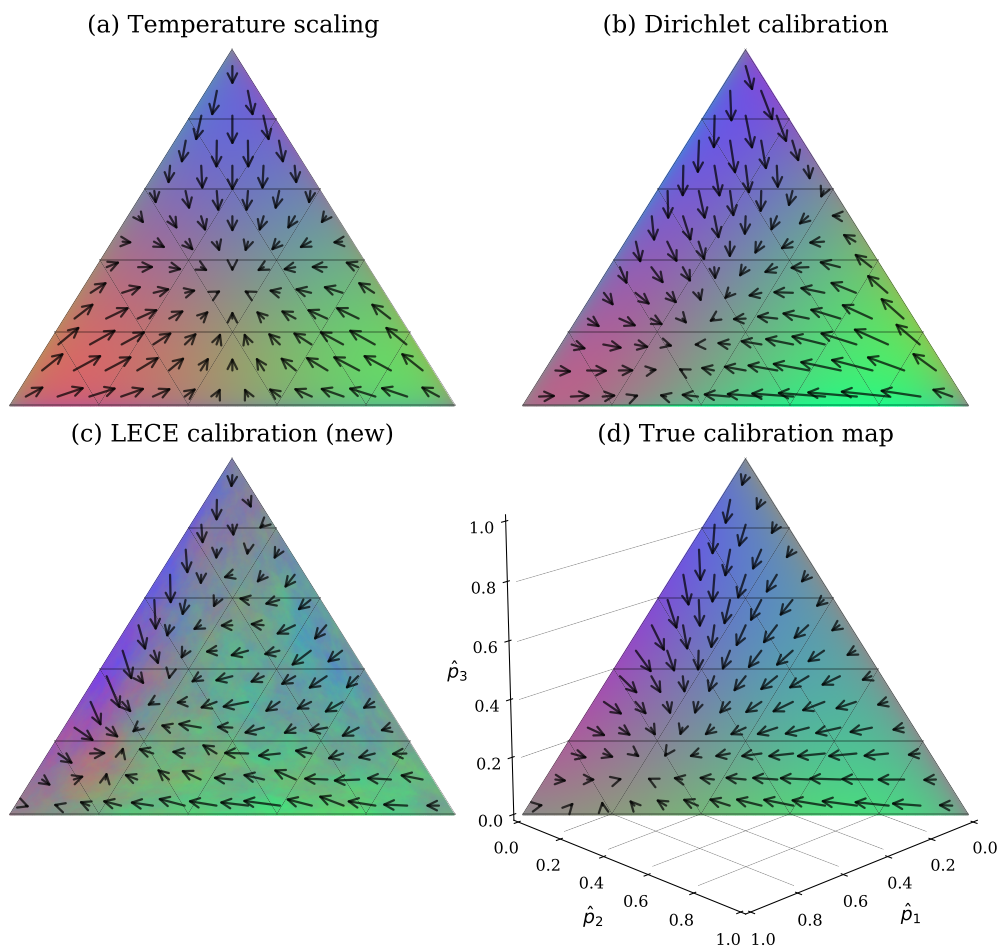 (a) Temperature scaling
(b) Dirichlet calibration
(c) LECE calibration (new)
(d) True calibration map
1.0
0.8
0.6
p̂₃
0.4
0.2
0.0
0.0
0.2
0.4
0.6
0.8
1.0
p̂₂
1.0
0.8
0.6
0.4
0.2
0.0
p̂₁